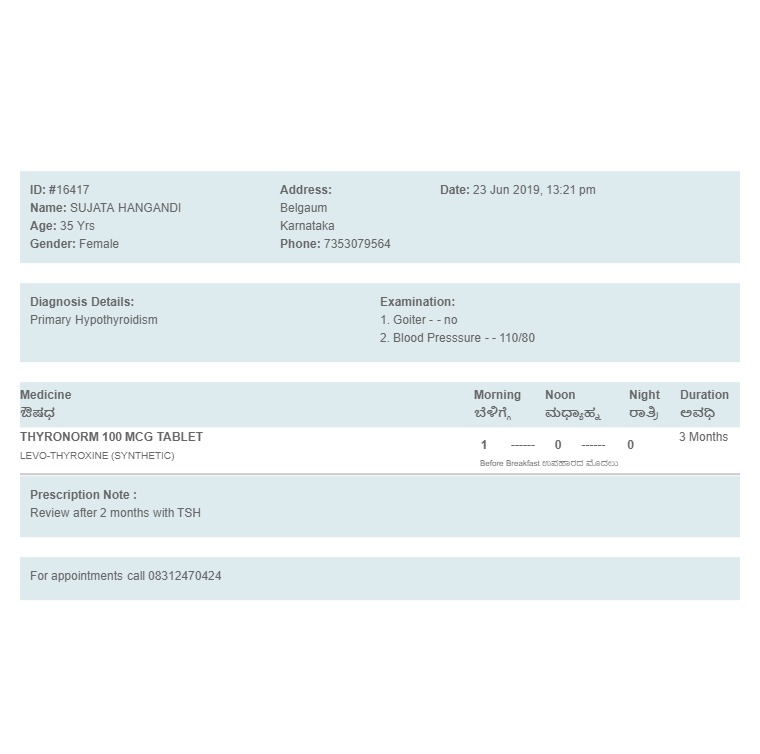 ID: #16417
Name: SUJATA HANGANDI
Age: 35 Yrs
Gender: Female
Address:
Belgaum
Karnataka
Phone: 7353079564
Date: 23 Jun 2019, 13:21 pm
Diagnosis Details:
Primary Hypothyroidism
Examination:
1. Goiter - - no
2. Blood Presssure - - 110/80
Medicine Morning Noon Night Duration
ಔಷಧ ಬೆಳಿಗ್ಗೆ ಮಧ್ಯಾಹ್ನ ರಾತ್ರಿ ಅವಧಿ
THYRONORM 100 MCG TABLET 3 Months
1 ------ 0 ------ 0
LEVO-THYROXINE (SYNTHETIC)
Before Breakfast ಉಪಹಾರದ ಮೊದಲು
Prescription Note :
Review after 2 months with TSH
For appointments call 08312470424